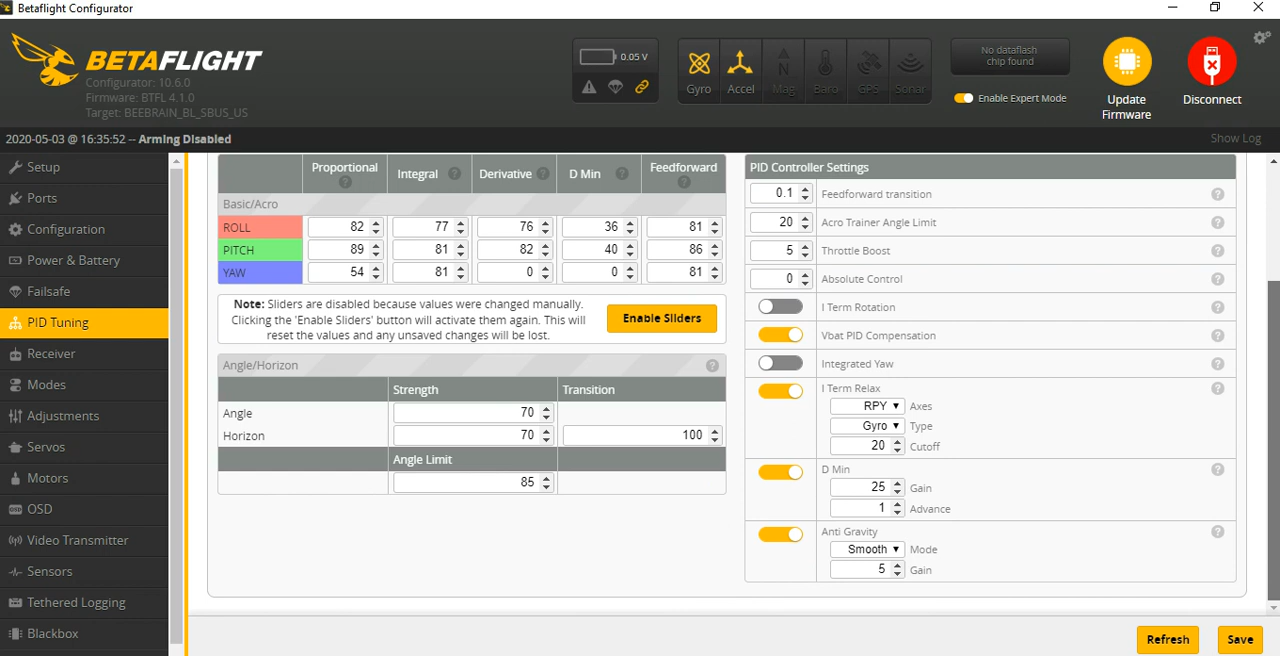 Betaflight Configurator
BETAFLIGHT
Configurator: 10.6.0
Firmware: BTFL 4.1.0
Target: BEEBRAIN_BL_SBUS_US
0.05 V
Gyro Accel Mag Baro GPS Sonar
No dataflash
chip found
Enable Expert Mode
Update
Firmware
Disconnect
2020-05-03 @ 16:35:52 -- Arming Disabled
Show Log
Setup
Ports
Configuration
Power & Battery
Failsafe
PID Tuning
Receiver
Modes
Adjustments
Servos
Motors
OSD
Video Transmitter
Sensors
Tethered Logging
Blackbox
Proportional Integral Derivative D Min Feedforward
Basic/Acro
ROLL 82 77 76 36 81
PITCH 89 81 82 40 86
YAW 54 81 0 0 81
Note: Sliders are disabled because values were changed manually.
Clicking the 'Enable Sliders' button will activate them again. This will
reset the values and any unsaved changes will be lost.
Enable Sliders
Angle/Horizon
Strength Transition
Angle 70
Horizon 70 100
Angle Limit
85
PID Controller Settings
0.1 Feedforward transition
20 Acro Trainer Angle Limit
5 Throttle Boost
0 Absolute Control
I Term Rotation
Vbat PID Compensation
Integrated Yaw
I Term Relax
RPY Axes
Gyro Type
20 Cutoff
D Min
25 Gain
1 Advance
Anti Gravity
Smooth Mode
5 Gain
Refresh
Save